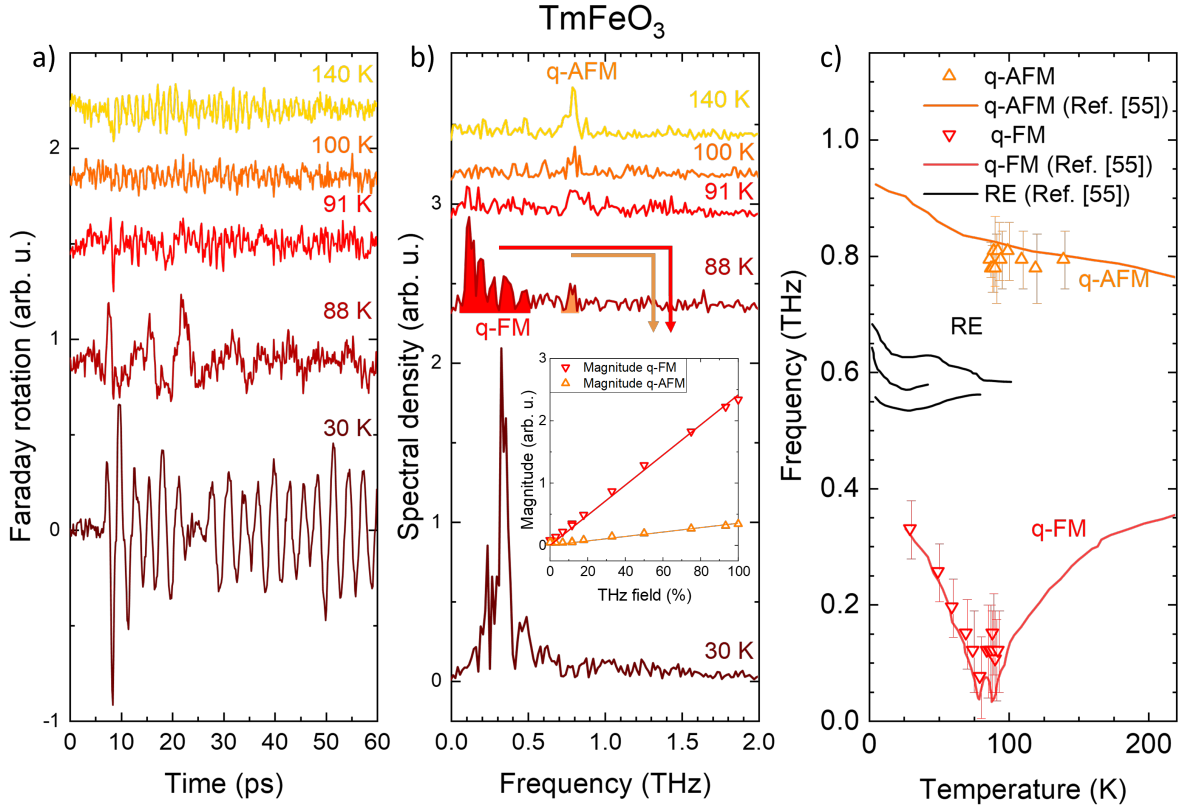 TmFeO3
a)
140 K
100 K
91 K
88 K
30 K
2
1
0
-1
0 10 20 30 40 50 60
Time (ps)
Faraday rotation (arb. u.)
b)
q-AFM
140 K
100 K
91 K
88 K
q-FM
30 K
3
2
1
0
0.0 0.5 1.0 1.5 2.0
Frequency (THz)
Spectral density (arb. u.)
Magnitude q-FM
Magnitude q-AFM
3
2
1
0
0 20 40 60 80 100
THz field (%)
Magnitude (arb. u.)
c)
q-AFM
q-AFM (Ref. [55])
q-FM
q-FM (Ref. [55])
RE (Ref. [55])
q-AFM
RE
q-FM
1.0
0.8
0.6
0.4
0.2
0.0
0 100 200
Temperature (K)
Frequency (THz)